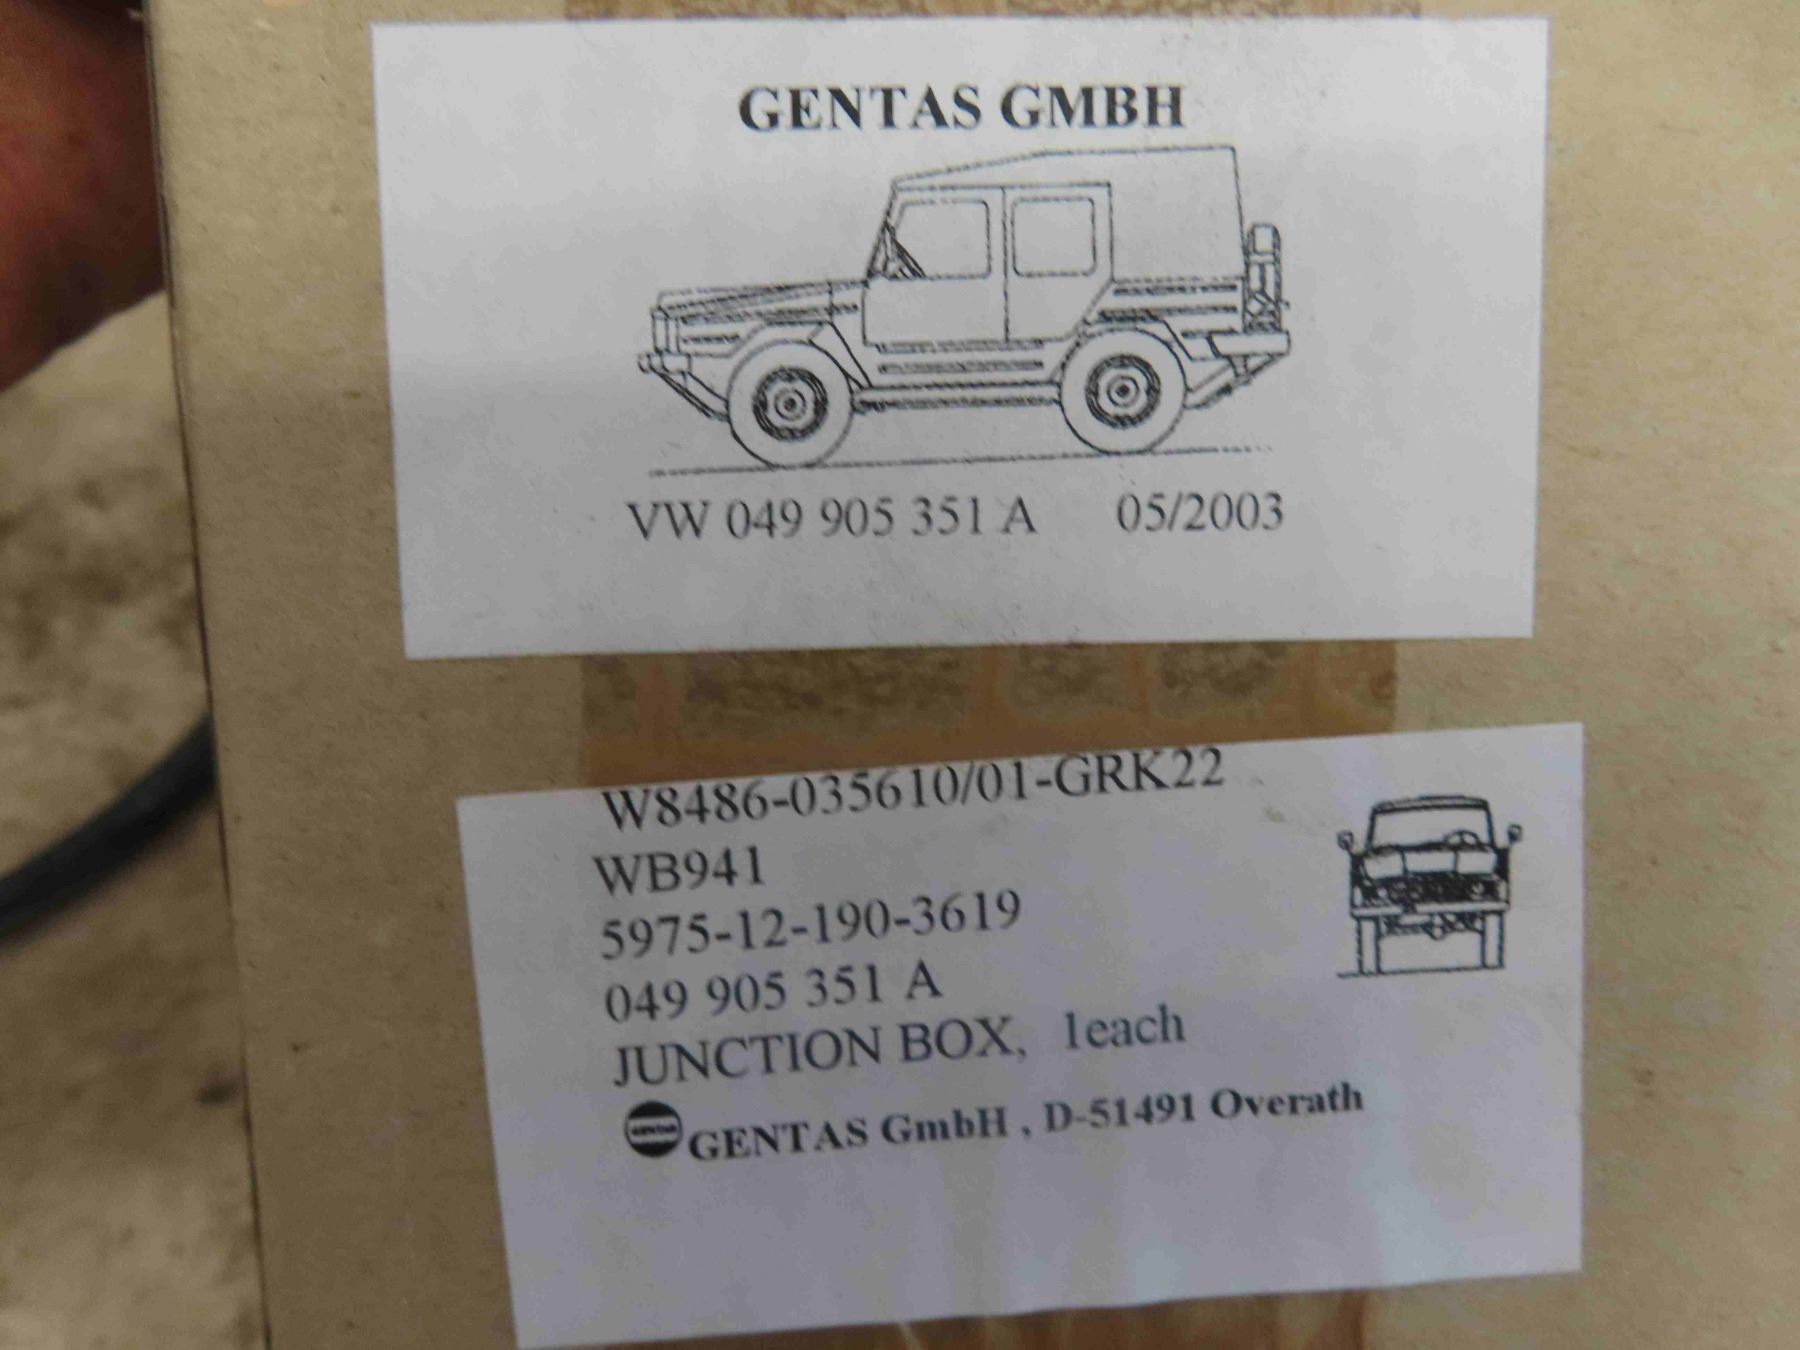 GENTAS GMBH
VW 049 905 351 A 05/2003
W8486-035610/01-GRK22
WB941
5975-12-190-3619
049 905 351 A
JUNCTION BOX, 1each
GENTAS
GENTAS GmbH , D-51491 Overath